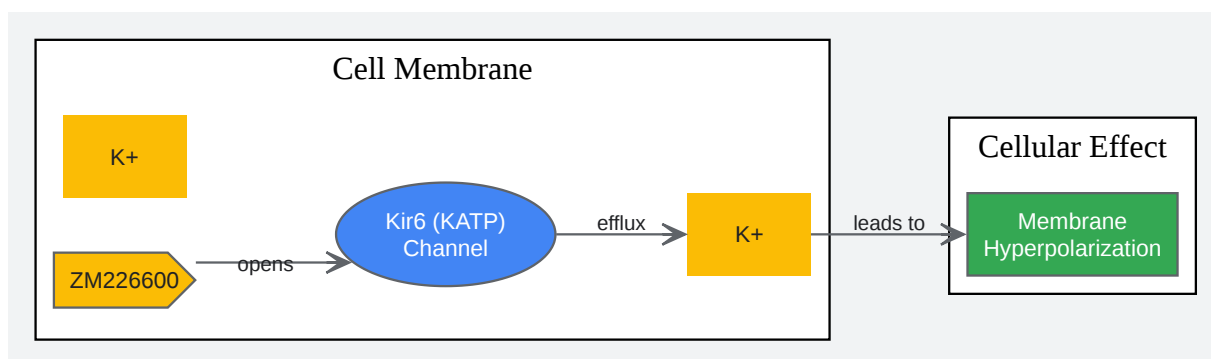 Cell Membrane
K+
ZM226600
opens
Kir6 (KATP)
Channel
efflux
K+
leads to
Cellular Effect
Membrane
Hyperpolarization